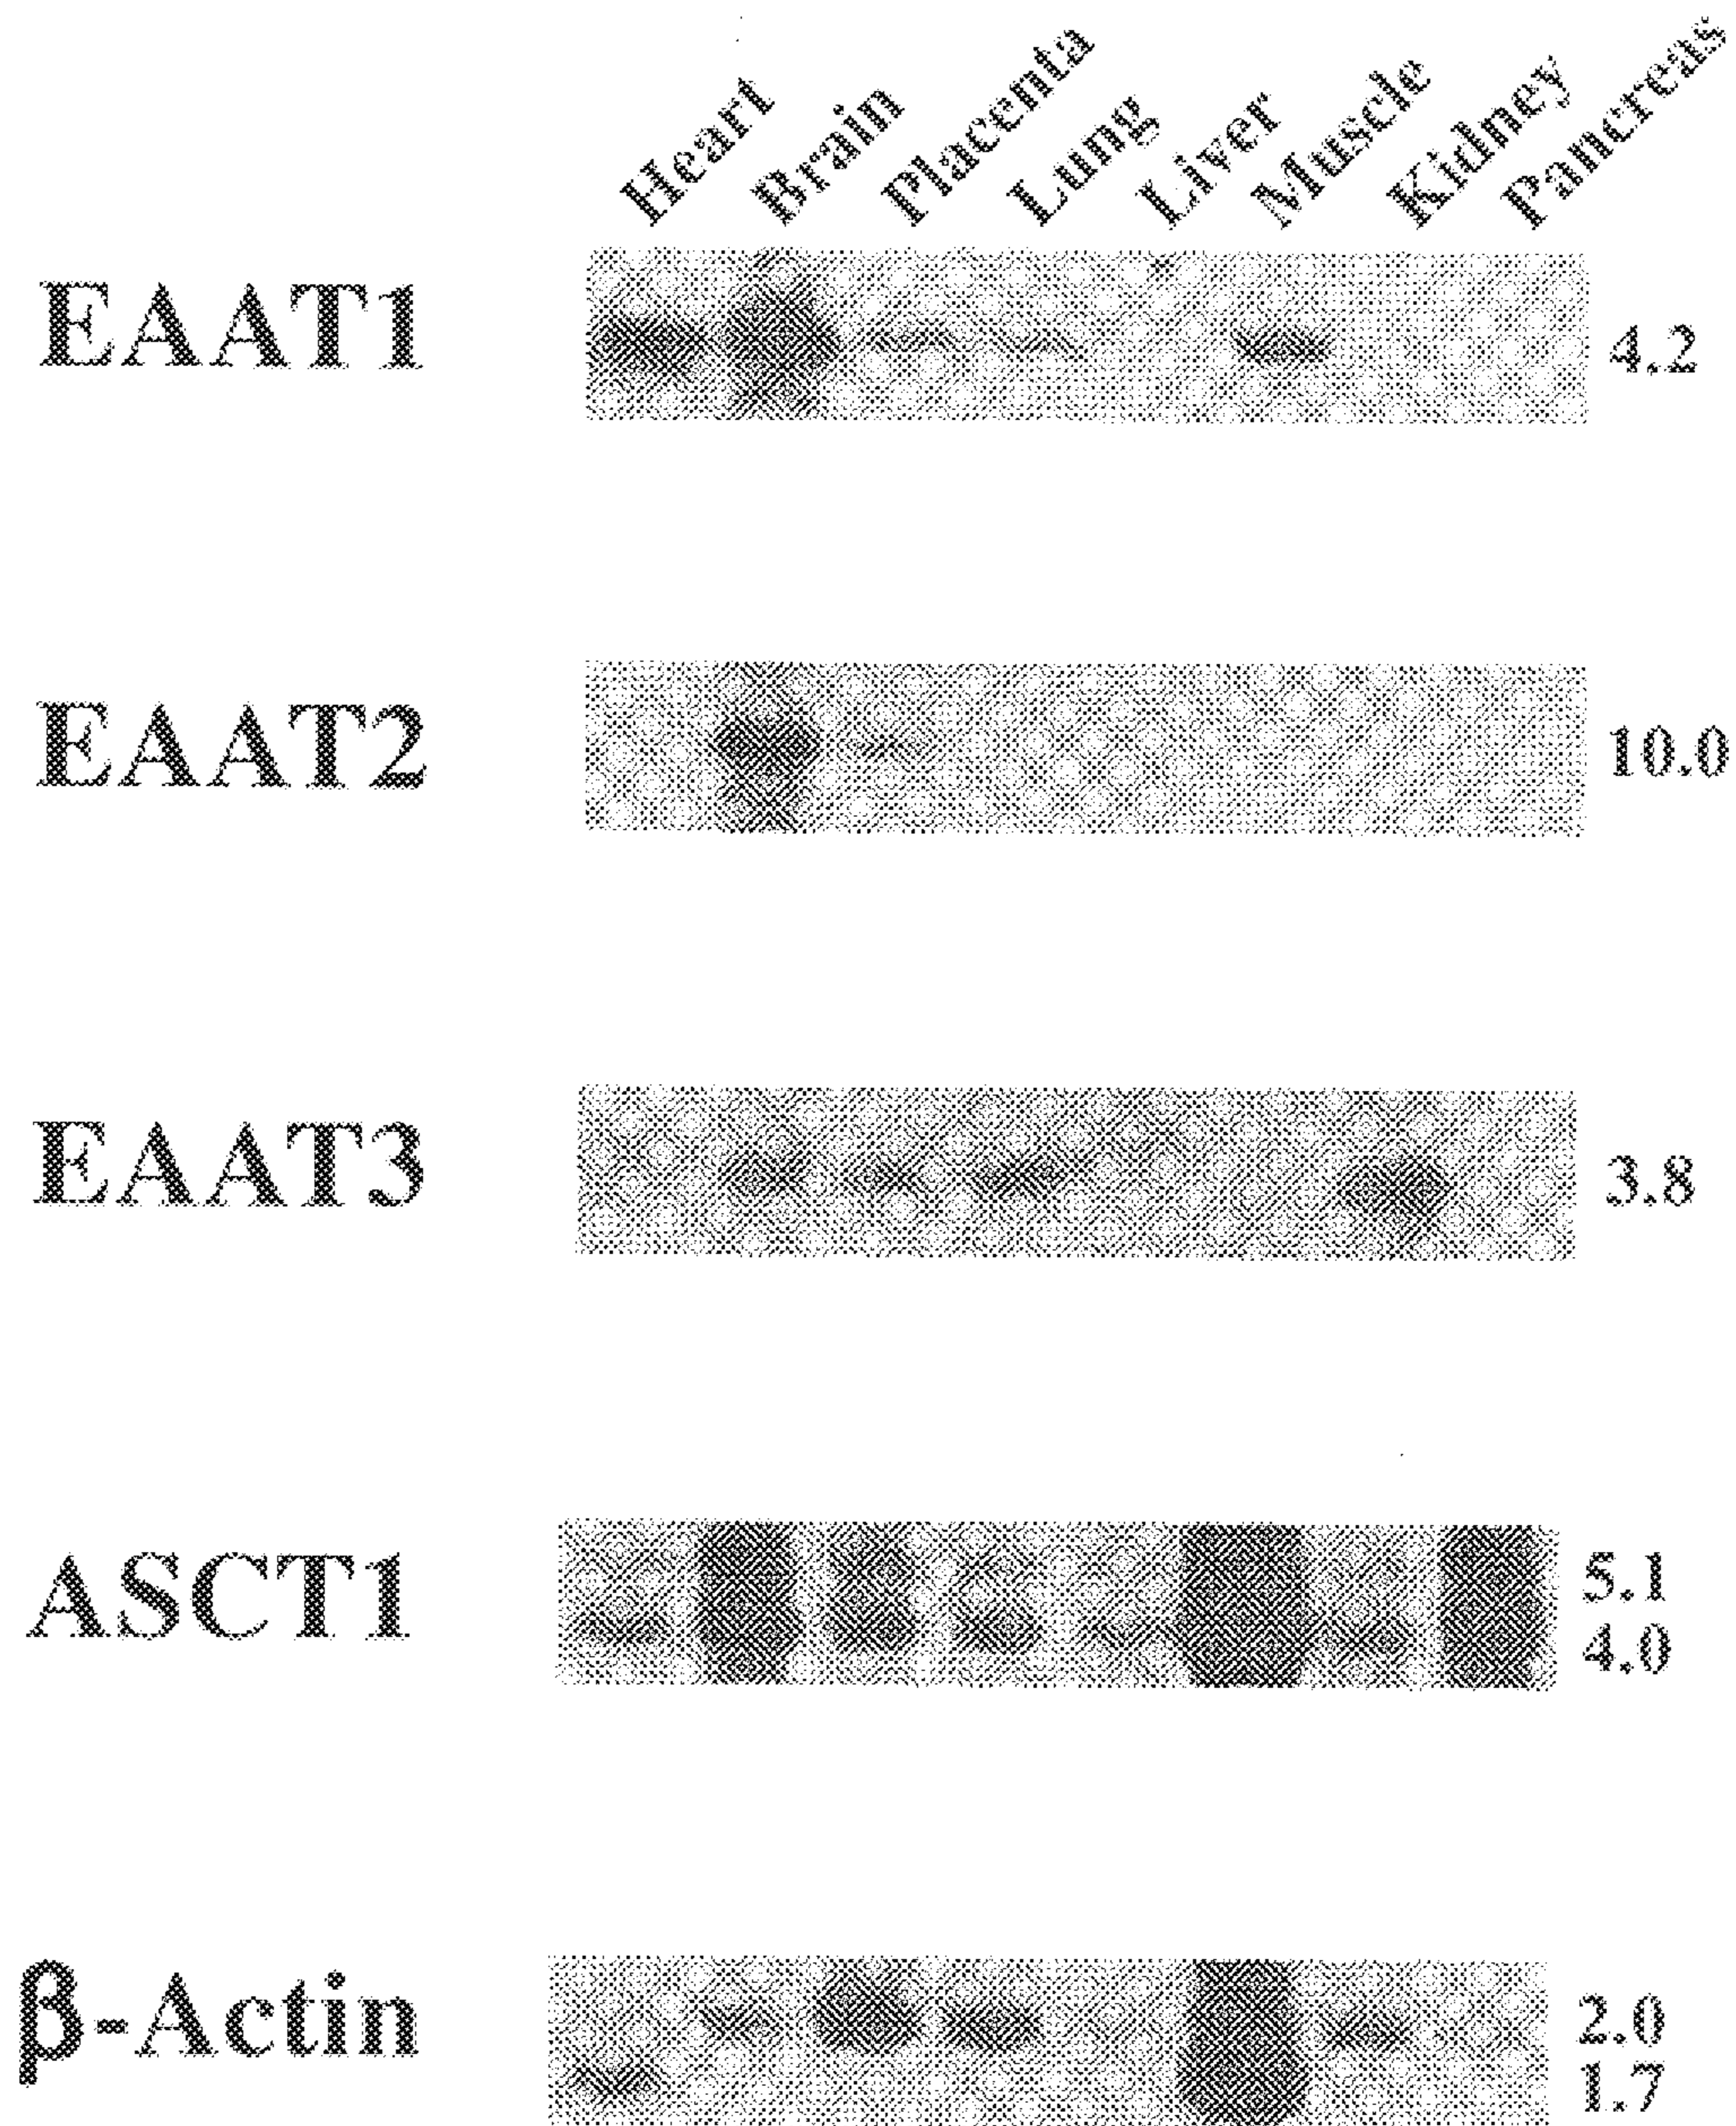 Heart Brain Placenta Lung Liver Muscle Kidney Pancreas
EAAT1 4.2
EAAT2 10.0
EAAT3 3.8
ASCT1 5.1
4.0
β-Actin 2.0
1.7